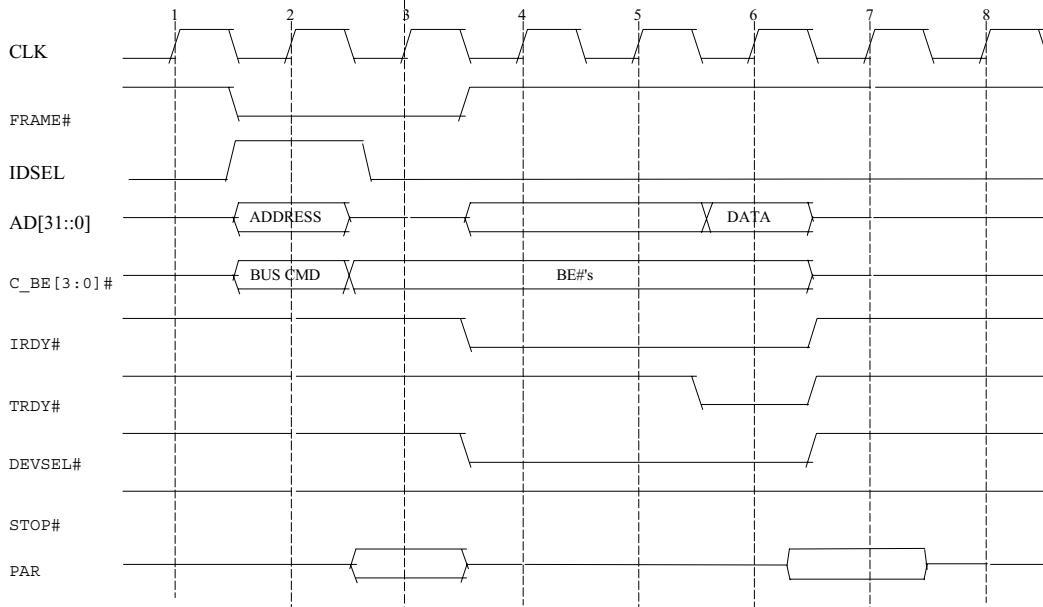 1 2 3 4 5 6 7 8
CLK
FRAME#
IDSEL
AD[31::0] ADDRESS DATA
C_BE[3:0]# BUS CMD BE#'s
IRDY#
TRDY#
DEVSEL#
STOP#
PAR